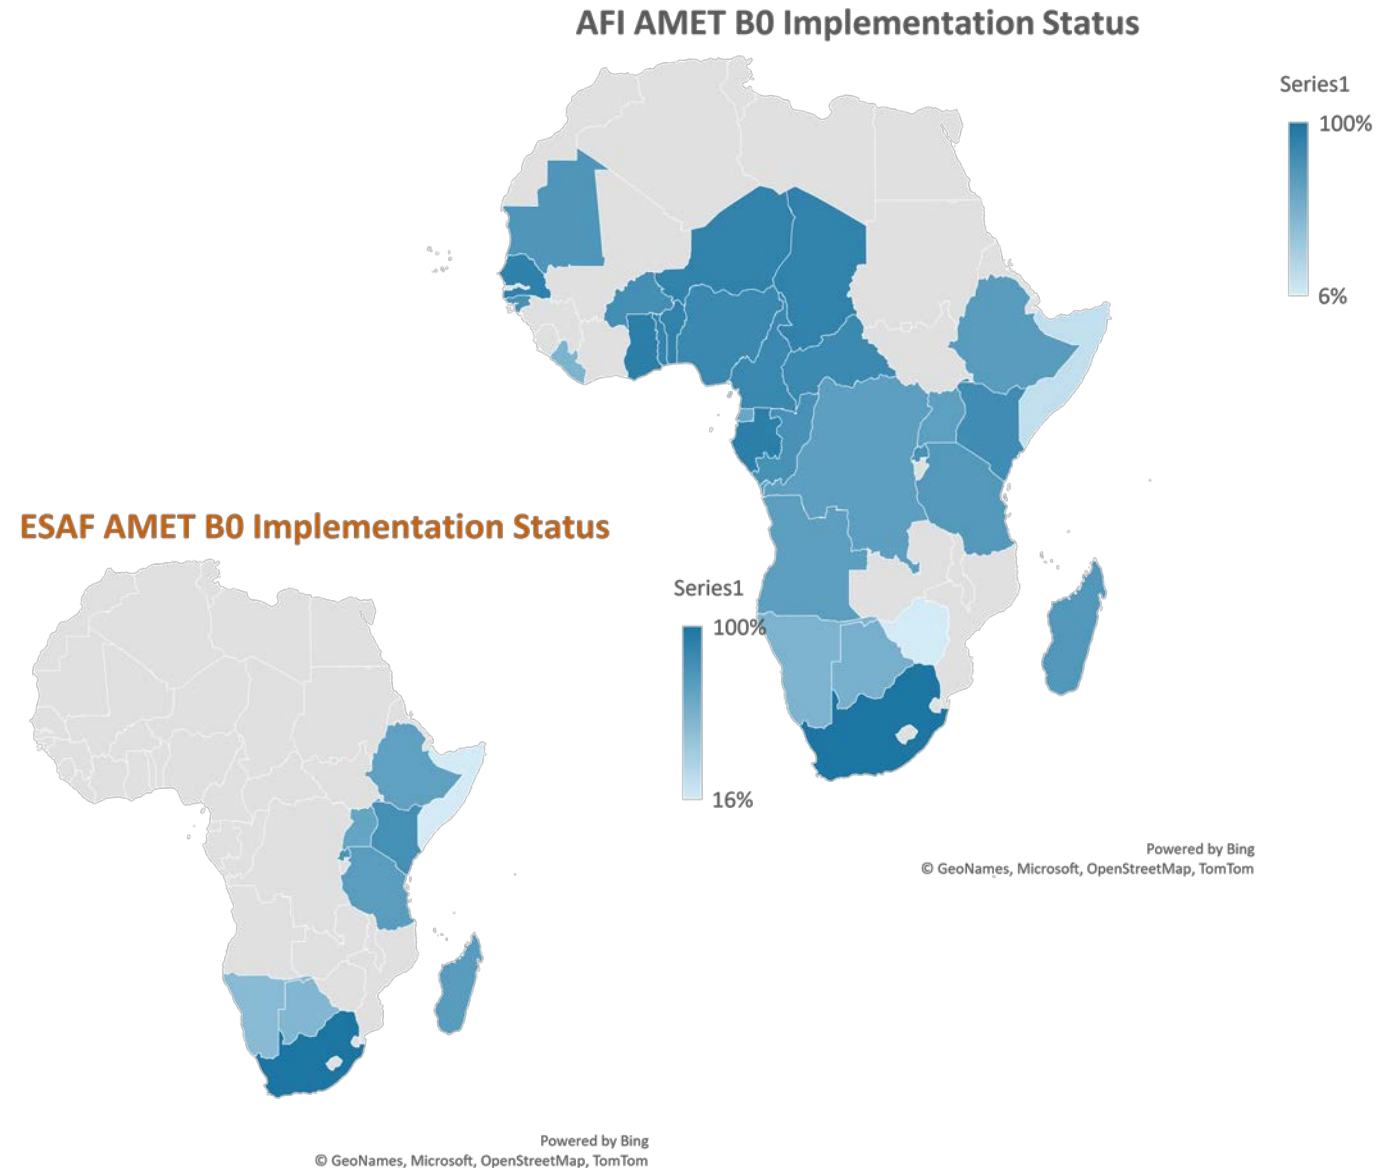 AFI AMET B0 Implementation Status
Series1
100%
6%
Powered by Bing
© GeoNames, Microsoft, OpenStreetMap, TomTom
ESAF AMET B0 Implementation Status
Series1
100%
16%
Powered by Bing
© GeoNames, Microsoft, OpenStreetMap, TomTom